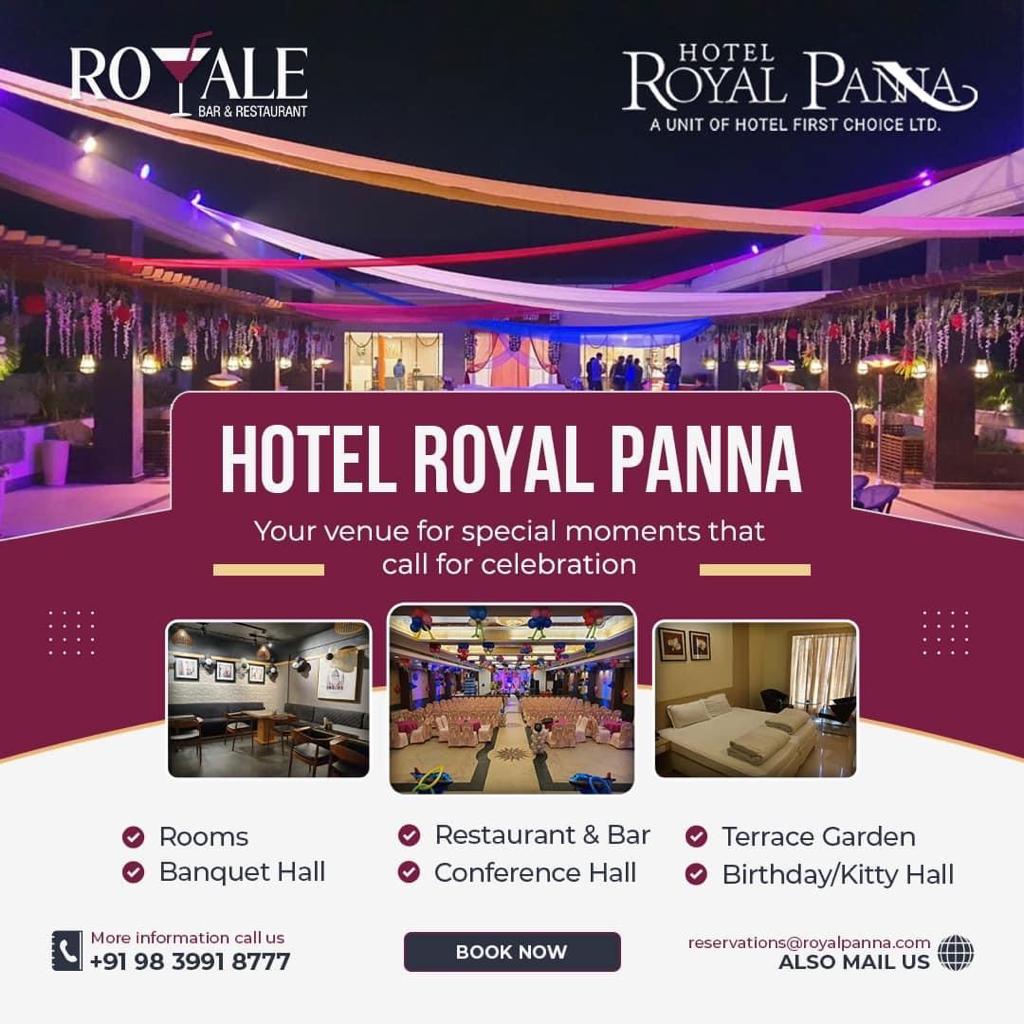 ROYALE
BAR & RESTAURANT
HOTEL
ROYAL PANNA
A UNIT OF HOTEL FIRST CHOICE LTD.
HOTEL ROYAL PANNA
Your venue for special moments that
call for celebration
Rooms
Banquet Hall
Restaurant & Bar
Conference Hall
Terrace Garden
Birthday/Kitty Hall
More information call us
+91 98 3991 8777
BOOK NOW
reservations@royalpanna.com
ALSO MAIL US